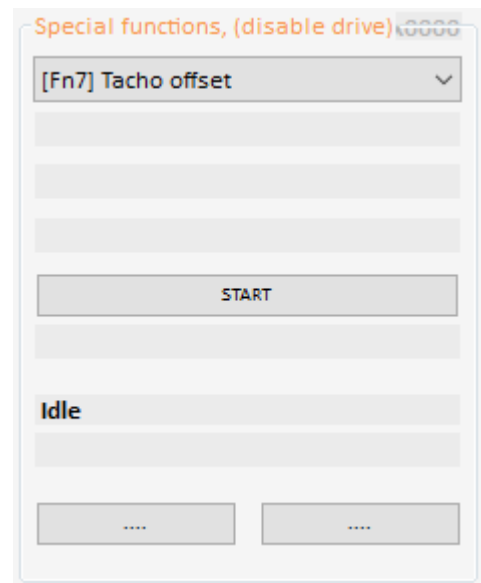 Special functions, (disable drive)
[Fn7] Tacho offset
START
Idle
.... ....